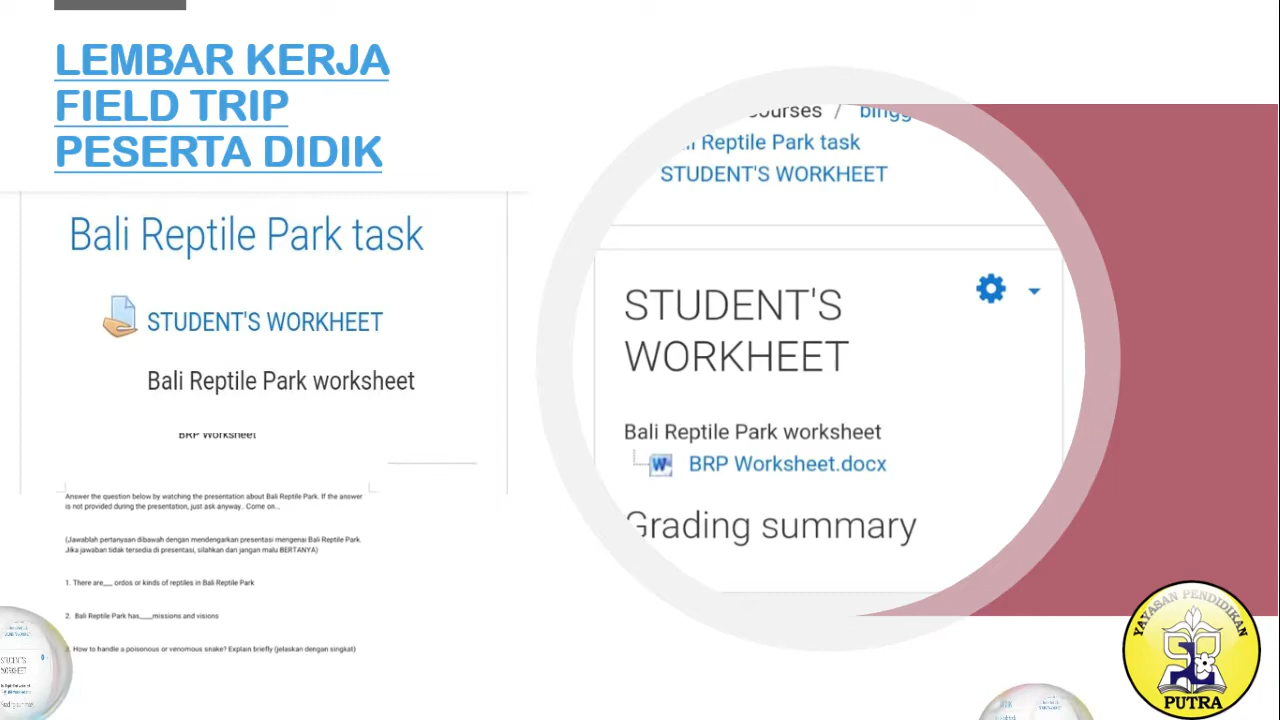 LEMBAR KERJA
FIELD TRIP
PESERTA DIDIK
Bali Reptile Park task
STUDENT'S WORKHEET
Bali Reptile Park worksheet
BRP Worksheet
Answer the question below by watching the presentation about Bali Reptile Park. If the answer
is not provided during the presentation, just ask anyway.. Come on...
(Jawablah pertanyaan dibawah dengan mendengarkan presentasi mengenai Bali Reptile Park.
Jika jawaban tidak tersedia di presentasi, silahkan dan jangan malu BERTANYA)
1. There are___ ordos or kinds of reptiles in Bali Reptile Park
2. Bali Reptile Park has____missions and visions
How to handle a poisonous or venomous snake? Explain briefly (jelaskan dengan singkat)
courses / bingg
Reptile Park task
STUDENT'S WORKHEET
STUDENT'S
WORKHEET
Bali Reptile Park worksheet
BRP Worksheet.docx
Grading summary
YAYASAN PENDIDIKAN
PUTRA